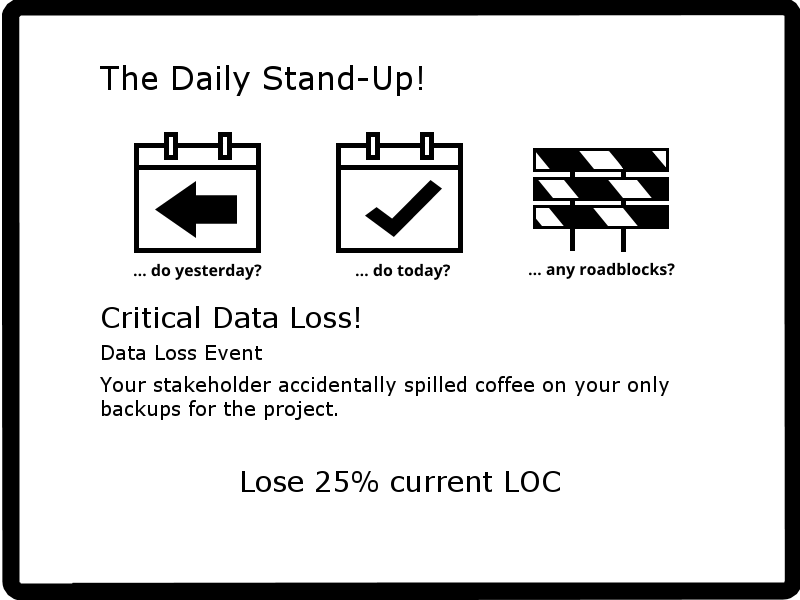 The Daily Stand-Up!
... do yesterday?
... do today?
... any roadblocks?
Critical Data Loss!
Data Loss Event
Your stakeholder accidentally spilled coffee on your only
backups for the project.
Lose 25% current LOC